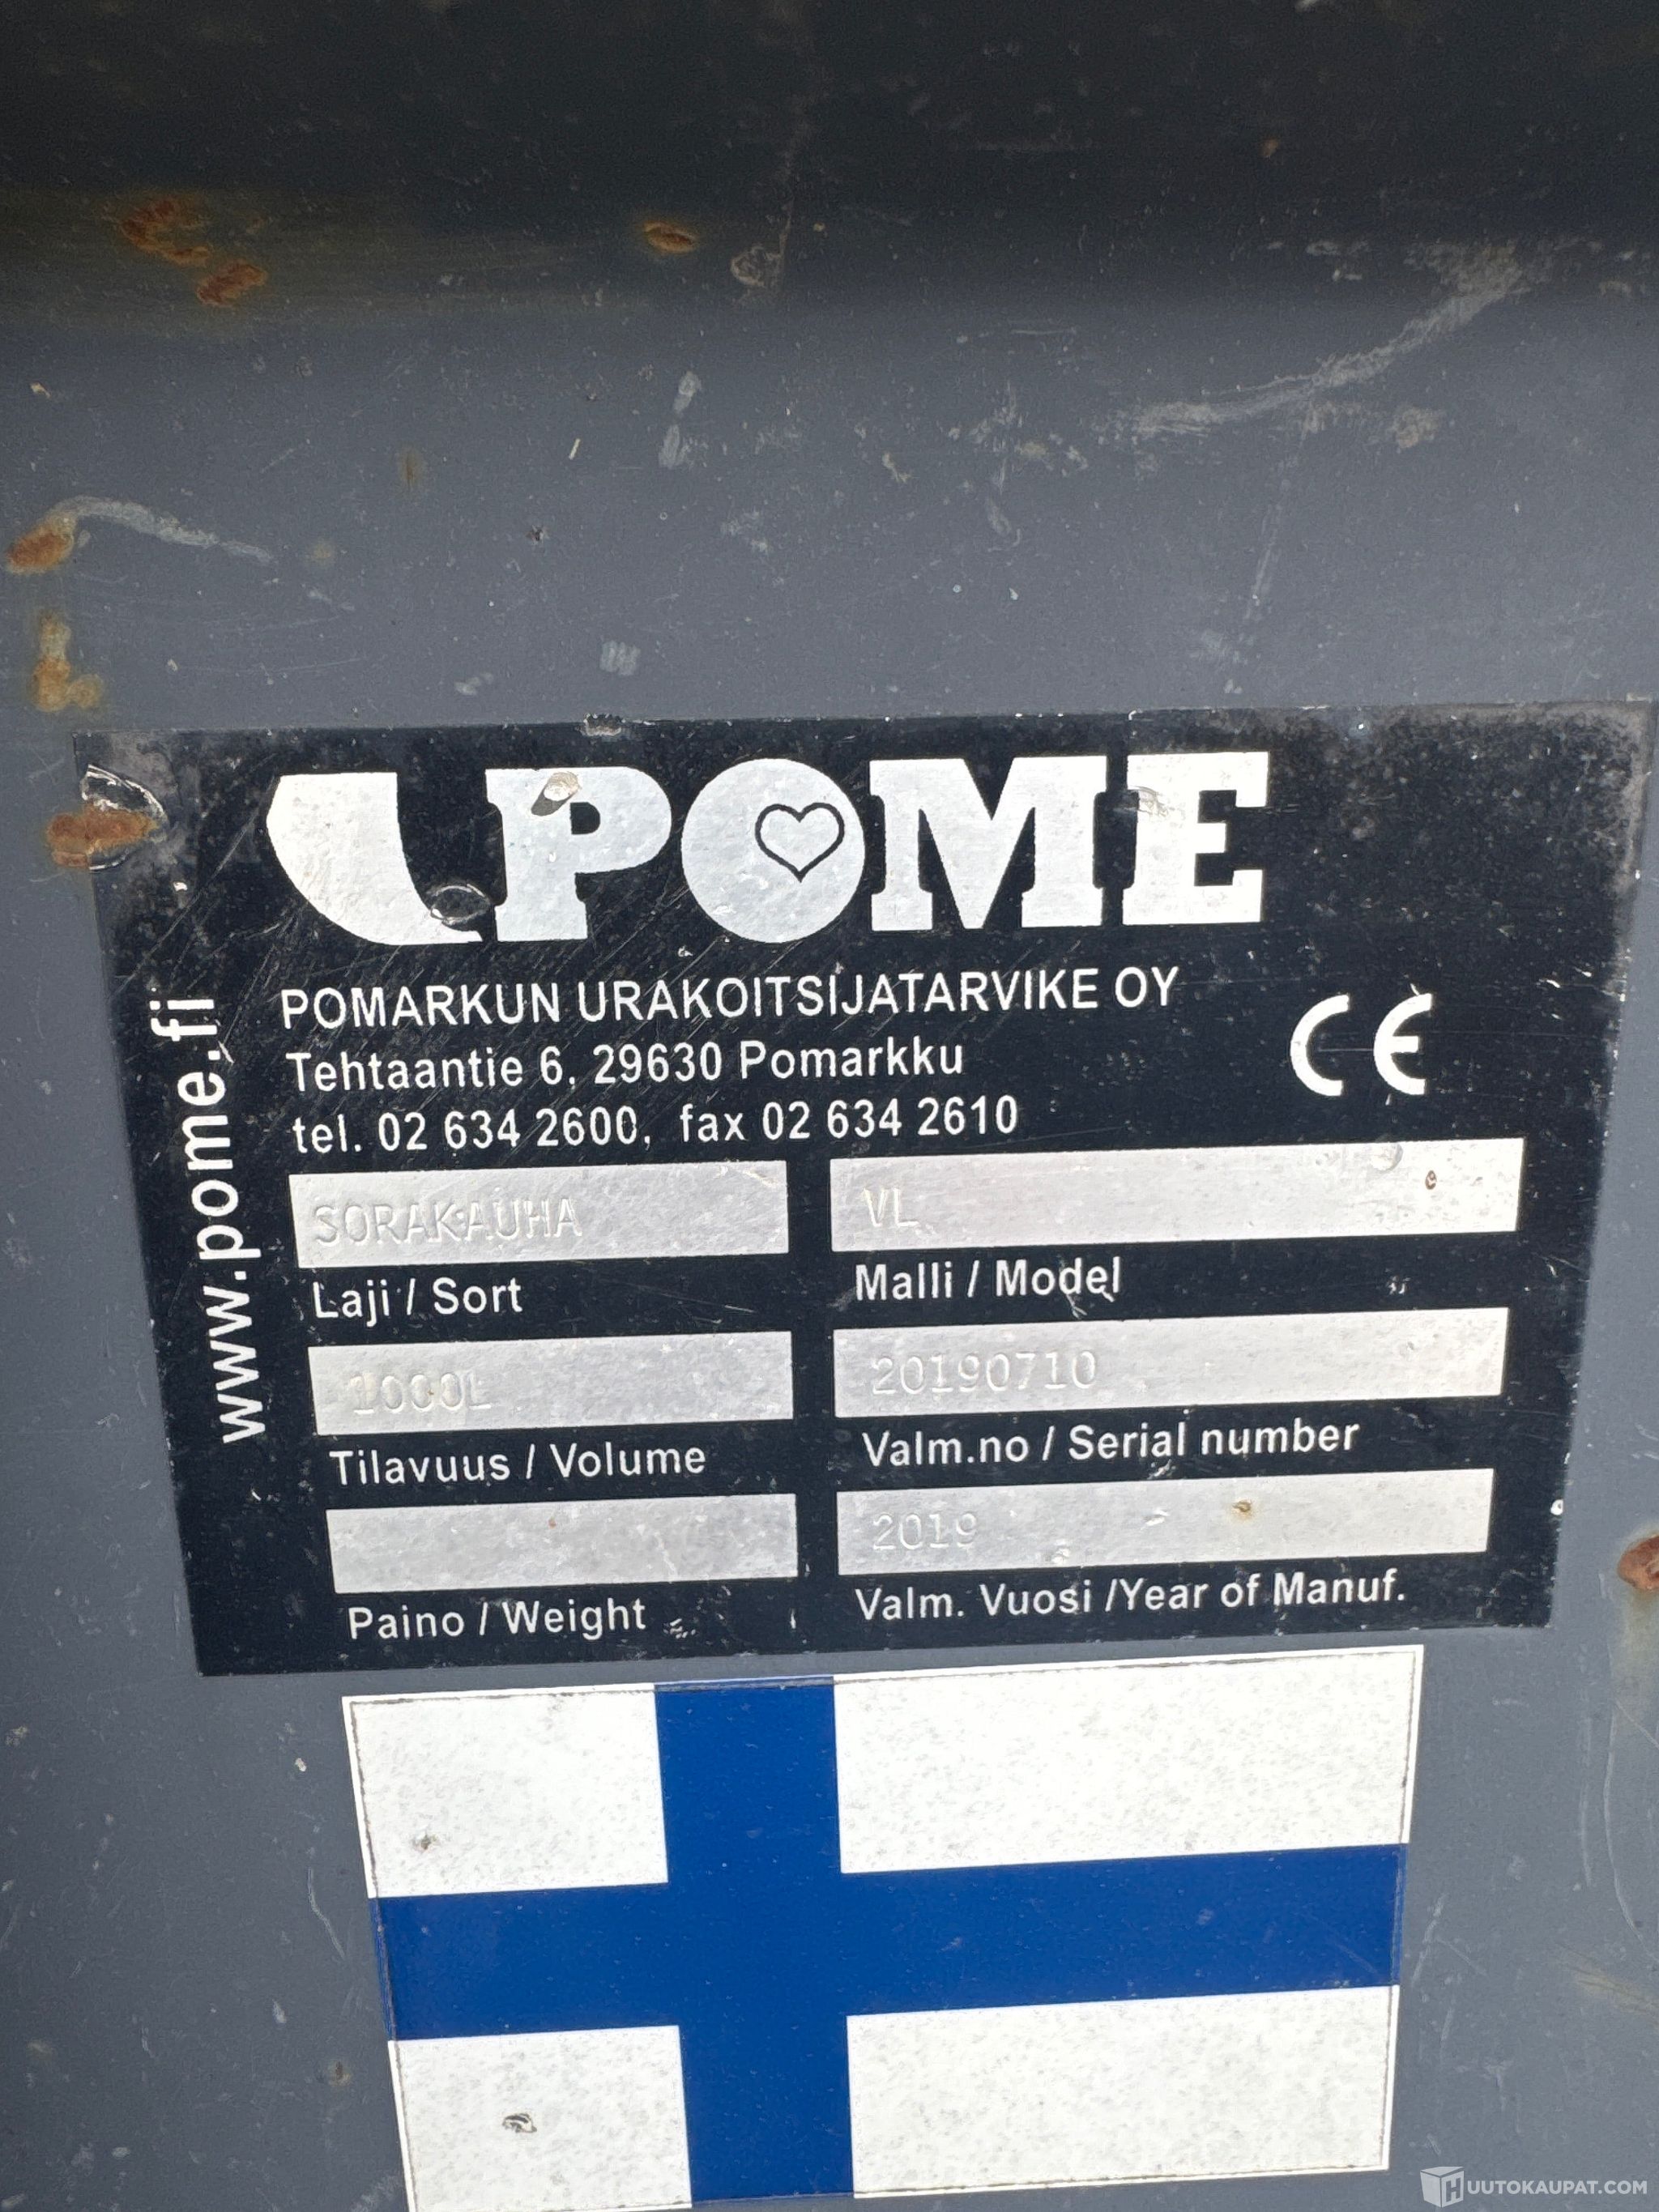 POME
POMARKUN URAKOITSIJATARVIKE OY
Tehtaantie 6, 29630 Pomarkku
tel. 02 634 2600, fax 02 634 2610
CE
www.pome.fi
SORAKAUHA
VL
Laji / Sort
Malli / Model
1000L
20190710
Tilavuus / Volume
Valm.no / Serial number
2019
Paino / Weight
Valm. Vuosi /Year of Manuf.
HUUTOKAUPAT.COM